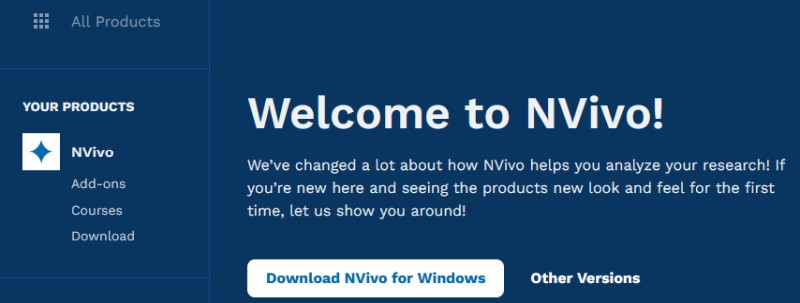 All Products
YOUR PRODUCTS
NVivo
Add-ons
Courses
Download
Welcome to NVivo!
We've changed a lot about how NVivo helps you analyze your research! If
you're new here and seeing the products new look and feel for the first
time, let us show you around!
Download NVivo for Windows
Other Versions